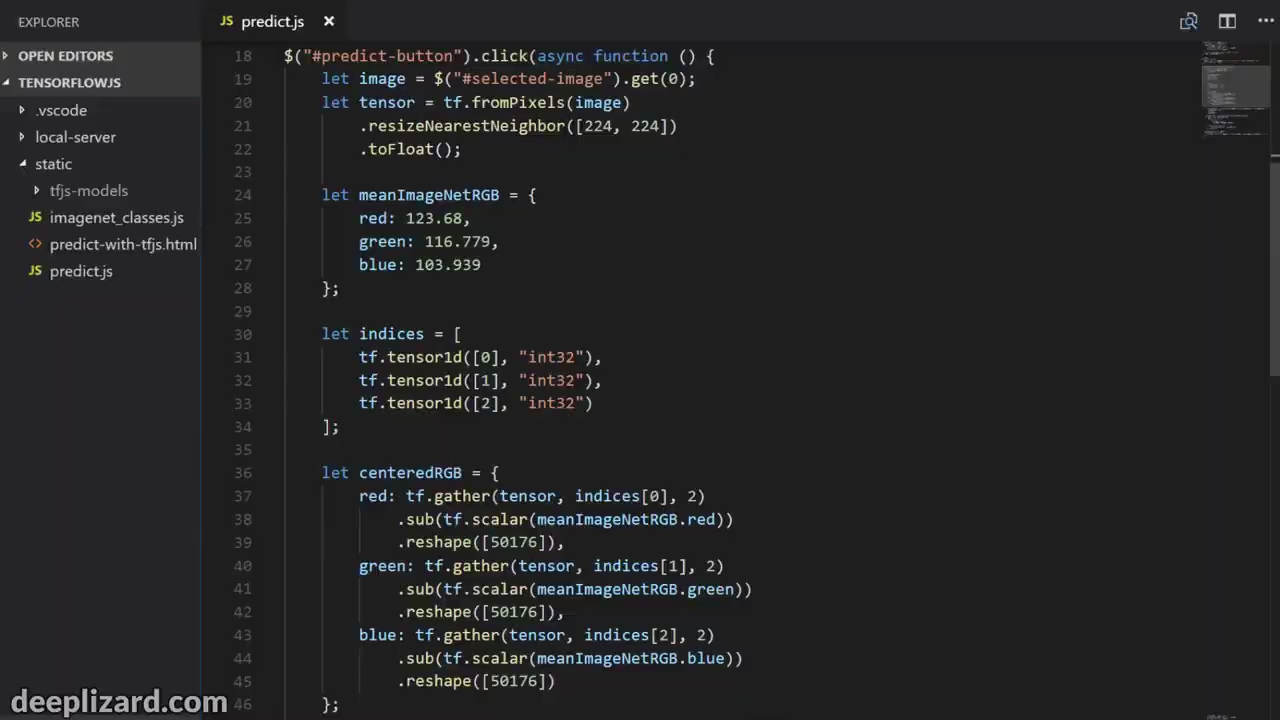 EXPLORER
JS predict.js ×
OPEN EDITORS
TENSORFLOWJS
.vscode
local-server
static
tfjs-models
JS imagenet_classes.js
<> predict-with-tfjs.html
JS predict.js
18 $("#predict-button").click(async function () {
19 let image = $("#selected-image").get(0);
20 let tensor = tf.fromPixels(image)
21 .resizeNearestNeighbor([224, 224])
22 .toFloat();
23
24 let meanImageNetRGB = {
25 red: 123.68,
26 green: 116.779,
27 blue: 103.939
28 };
29
30 let indices = [
31 tf.tensor1d([0], "int32"),
32 tf.tensor1d([1], "int32"),
33 tf.tensor1d([2], "int32")
34 ];
35
36 let centeredRGB = {
37 red: tf.gather(tensor, indices[0], 2)
38 .sub(tf.scalar(meanImageNetRGB.red))
39 .reshape([50176]),
40 green: tf.gather(tensor, indices[1], 2)
41 .sub(tf.scalar(meanImageNetRGB.green))
42 .reshape([50176]),
43 blue: tf.gather(tensor, indices[2], 2)
44 .sub(tf.scalar(meanImageNetRGB.blue))
45 .reshape([50176])
46 };
deeplizard.com